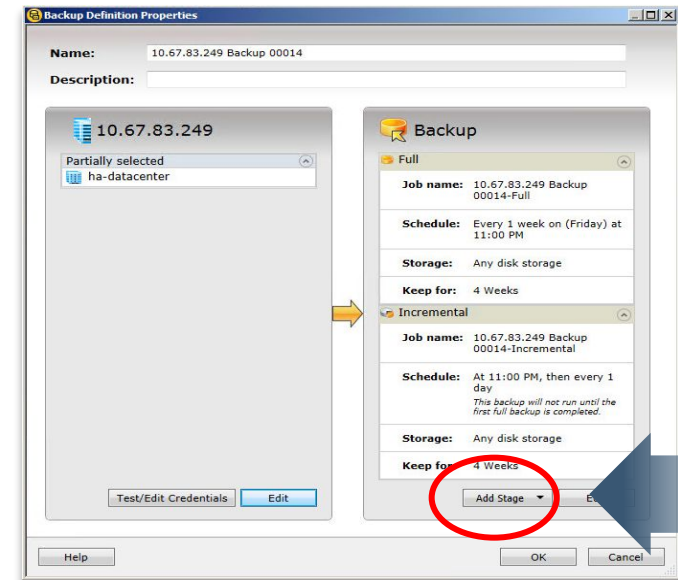 Backup Definition Properties
Name: 10.67.83.249 Backup 00014
Description:
10.67.83.249
Partially selected
ha-datacenter
Test/Edit Credentials Edit
Backup
Full
Job name: 10.67.83.249 Backup
00014-Full
Schedule: Every 1 week on (Friday) at
11:00 PM
Storage: Any disk storage
Keep for: 4 Weeks
Incremental
Job name: 10.67.83.249 Backup
00014-Incremental
Schedule: At 11:00 PM, then every 1
day
This backup will not run until the
first full backup is completed.
Storage: Any disk storage
Keep for: 4 Weeks
Add Stage
Help OK Cancel